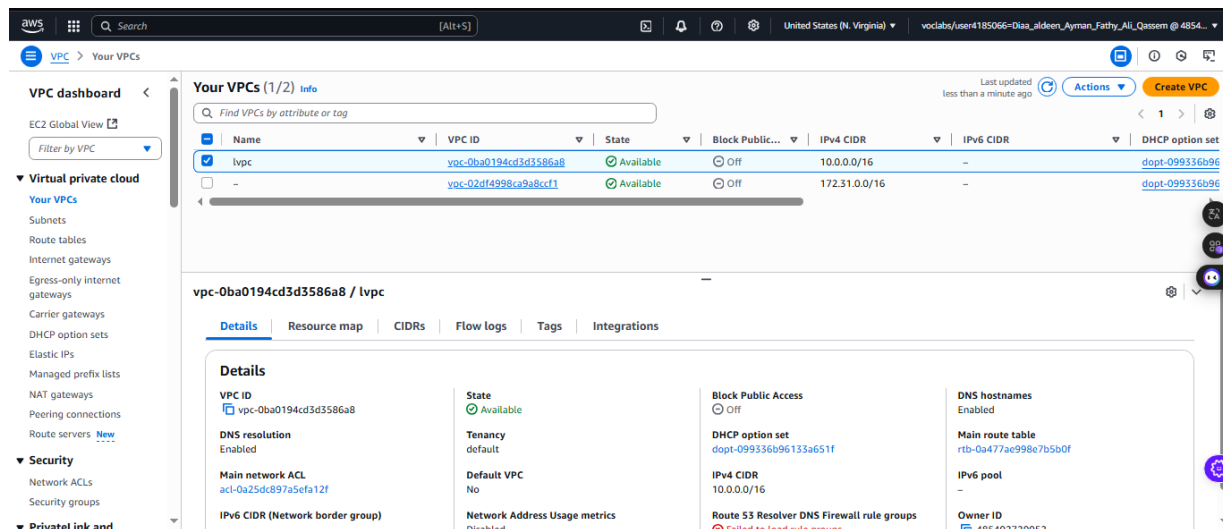 aws
Search
[Alt+S]
United States (N. Virginia)
voclabs/user4185066=Diaa_aldeen_Ayman_Fathy_Ali_Qassem @ 4854...
VPC > Your VPCs
VPC dashboard
EC2 Global View
Filter by VPC
Virtual private cloud
Your VPCs
Subnets
Route tables
Internet gateways
Egress-only internet
gateways
Carrier gateways
DHCP option sets
Elastic IPs
Managed prefix lists
NAT gateways
Peering connections
Route servers New
Security
Network ACLs
Security groups
PrivateLink and
Your VPCs (1/2) Info
Last updated
less than a minute ago
Actions
Create VPC
Find VPCs by attribute or tag
1
Name VPC ID State Block Public... IPv4 CIDR IPv6 CIDR DHCP option set
lvpc vpc-0ba0194cd3d3586a8 Available Off 10.0.0.0/16 – dopt-099336b96
– vpc-02df4998ca9a8ccf1 Available Off 172.31.0.0/16 – dopt-099336b96
vpc-0ba0194cd3d3586a8 / lvpc
Details Resource map CIDRs Flow logs Tags Integrations
Details
VPC ID State Block Public Access DNS hostnames
vpc-0ba0194cd3d3586a8 Available Off Enabled
DNS resolution Tenancy DHCP option set Main route table
Enabled default dopt-099336b96133a651f rtb-0a477ae998e7b5b0f
Main network ACL Default VPC IPv4 CIDR IPv6 pool
acl-0a25dc897a5efa12f No 10.0.0.0/16 –
IPv6 CIDR (Network border group) Network Address Usage metrics Route 53 Resolver DNS Firewall rule groups Owner ID
Disabled Failed to load rule groups